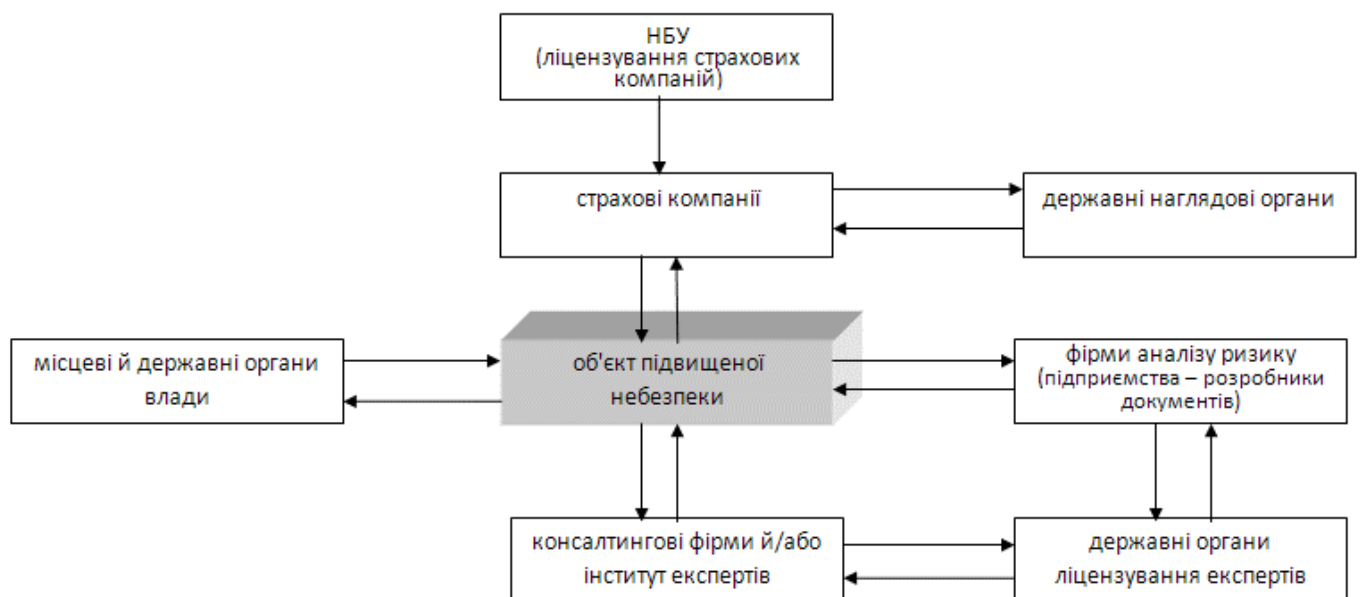 НБУ
(ліцензування страхових
компаній)
страхові компанії
державні наглядові органи
місцеві й державні органи
влади
об'єкт підвищеної
небезпеки
фірми аналізу ризику
(підприємства – розробники
документів)
консалтингові фірми й/або
інститут експертів
державні органи
ліцензування експертів